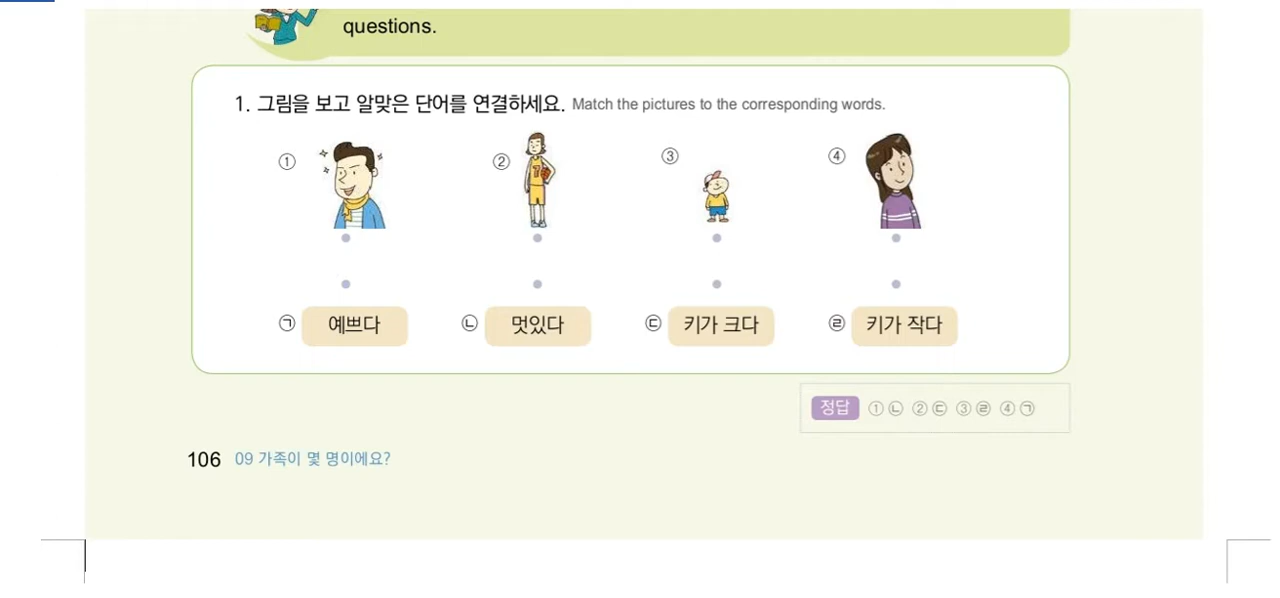 questions.
1. 그림을 보고 알맞은 단어를 연결하세요. Match the pictures to the corresponding words.
① ② ③ ④
7
㉠ 예쁘다 ㉡ 멋있다 ㉢ 키가 크다 ㉣ 키가 작다
정답 ①㉡ ②㉢ ③㉣ ④㉠
106 09 가족이 몇 명이에요?